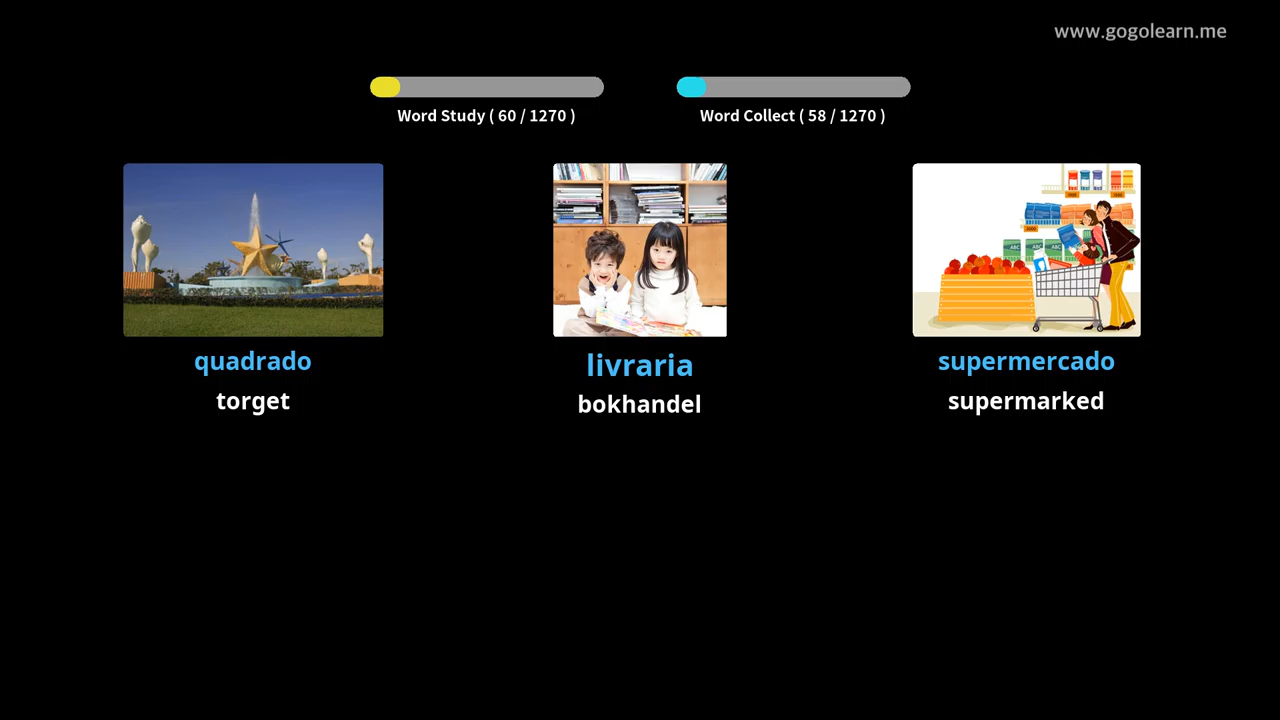 www.gogolearn.me
Word Study ( 60 / 1270 )
Word Collect ( 58 / 1270 )
quadrado
torget
livraria
bokhandel
supermercado
supermarked